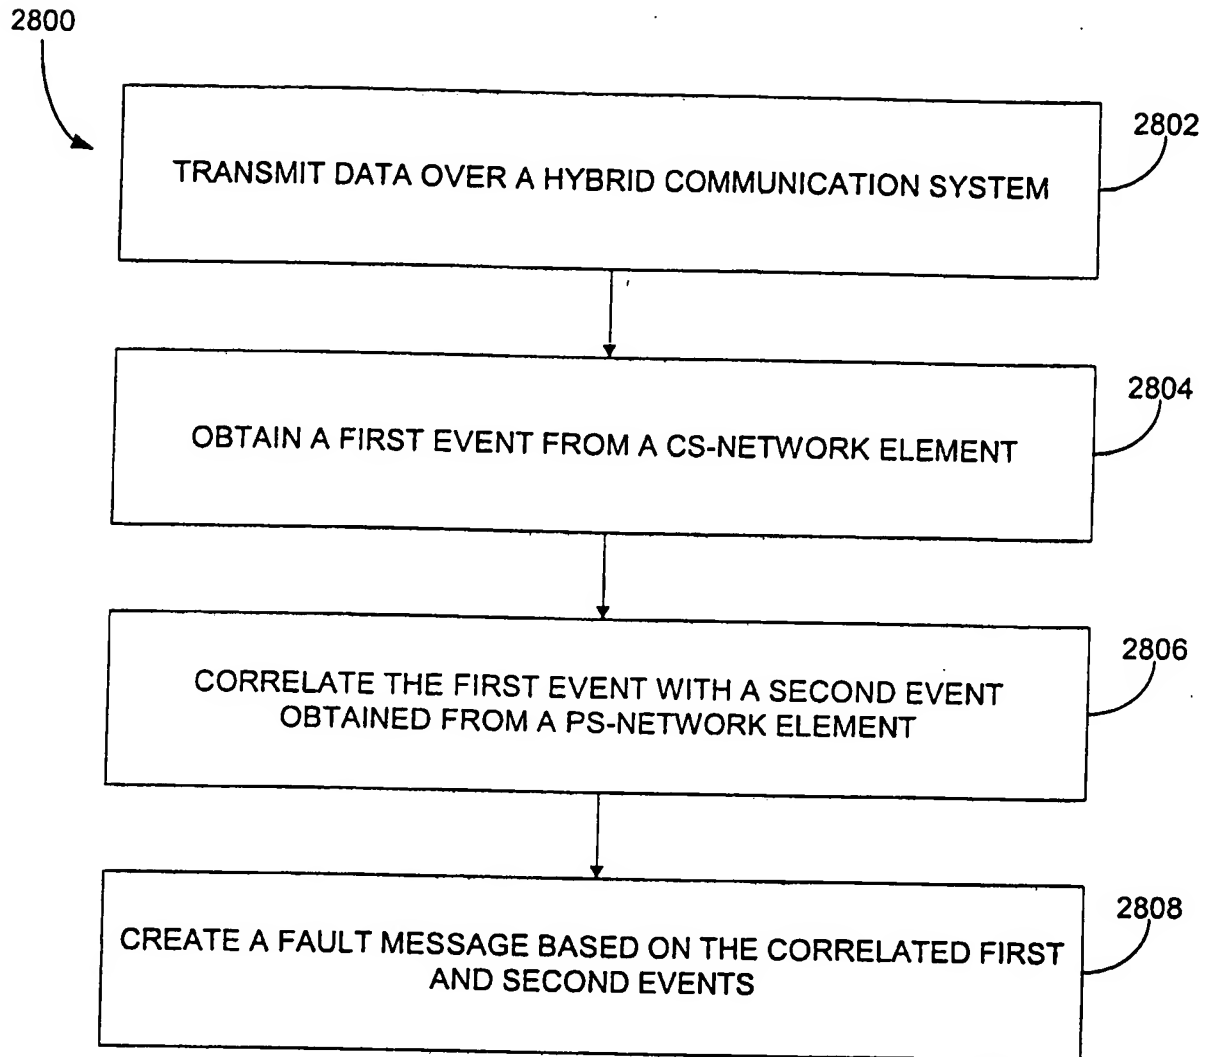 2800
2802
TRANSMIT DATA OVER A HYBRID COMMUNICATION SYSTEM
2804
OBTAIN A FIRST EVENT FROM A CS-NETWORK ELEMENT
2806
CORRELATE THE FIRST EVENT WITH A SECOND EVENT
OBTAINED FROM A PS-NETWORK ELEMENT
2808
CREATE A FAULT MESSAGE BASED ON THE CORRELATED FIRST
AND SECOND EVENTS